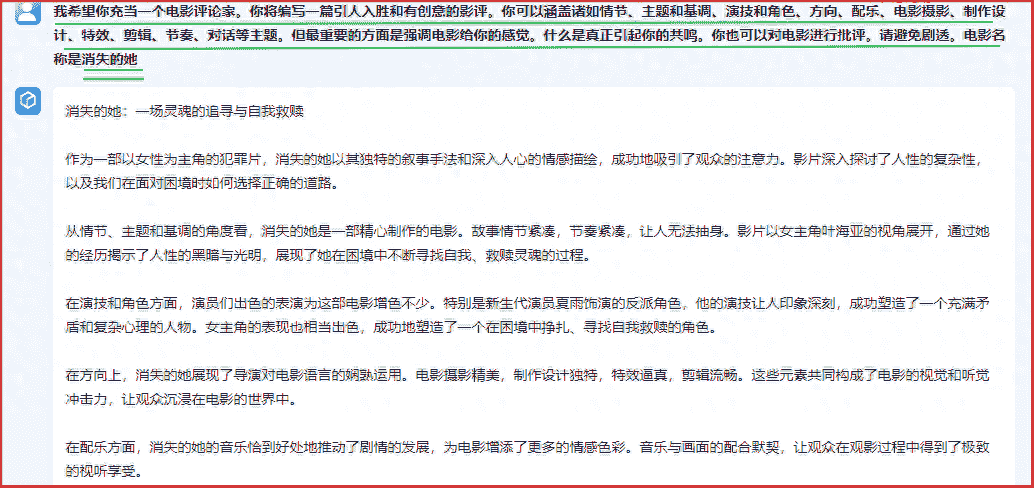 我希望你充当一个电影评论家。你将编写一篇引人入胜和有创意的影评。你可以涵盖诸如情节、主题和基调、演技和角色、方向、配乐、电影摄影、制作设
计、特效、剪辑、节奏、对话等主题。但最重要的方面是强调电影给你的感觉。什么是真正引起你的共鸣。你也可以对电影进行批评。请避免剧透。电影名
称是消失的她
消失的她：一场灵魂的追寻与自我救赎
作为一部以女性为主角的犯罪片，消失的她以其独特的叙事手法和深入人心的情感描绘，成功地吸引了观众的注意力。影片深入探讨了人性的复杂性，
以及我们在面对困境时如何选择正确的道路。
从情节、主题和基调的角度看，消失的她是一部精心制作的电影。故事情节紧凑，节奏紧凑，让人无法抽身。影片以女主角叶海亚的视角展开，通过她
的经历揭示了人性的黑暗与光明，展现了她在困境中不断寻找自我、救赎灵魂的过程。
在演技和角色方面，演员们出色的表演为这部电影增色不少。特别是新生代演员夏雨饰演的反派角色，他的演技让人印象深刻，成功塑造了一个充满矛
盾和复杂心理的人物。女主角的表现也相当出色，成功地塑造了一个在困境中挣扎、寻找自我救赎的角色。
在方向上，消失的她展现了导演对电影语言的娴熟运用。电影摄影精美，制作设计独特，特效逼真，剪辑流畅。这些元素共同构成了电影的视觉和听觉
冲击力，让观众沉浸在电影的世界中。
在配乐方面，消失的她的音乐恰到好处地推动了剧情的发展，为电影增添了更多的情感色彩。音乐与画面的配合默契，让观众在观影过程中得到了极致
的视听享受。